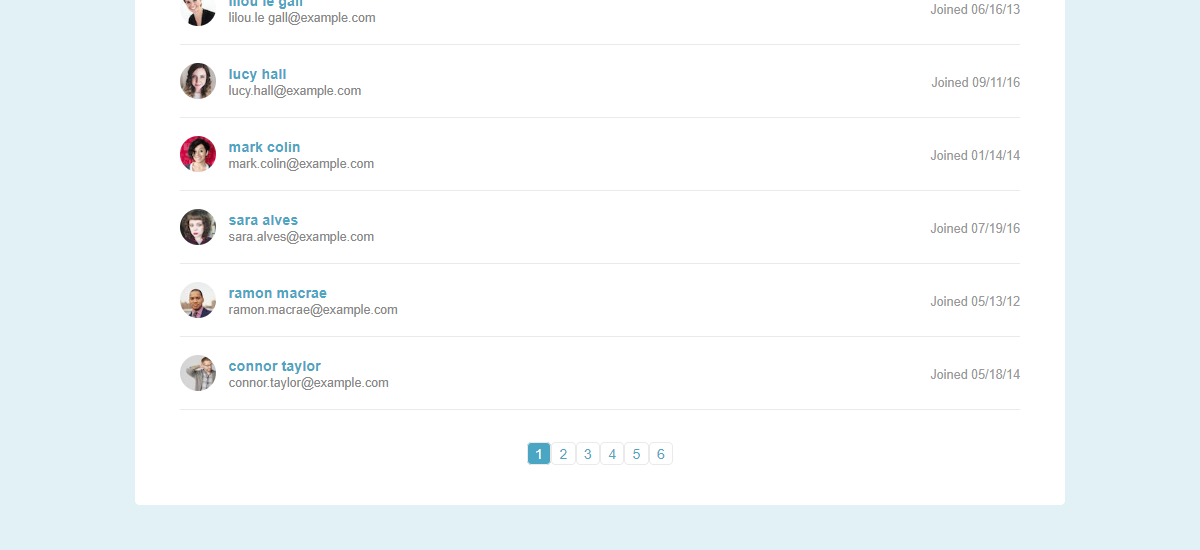 lilou le gall
lilou.le gall@example.com
Joined 06/16/13
lucy hall
lucy.hall@example.com
Joined 09/11/16
mark colin
mark.colin@example.com
Joined 01/14/14
sara alves
sara.alves@example.com
Joined 07/19/16
ramon macrae
ramon.macrae@example.com
Joined 05/13/12
connor taylor
connor.taylor@example.com
Joined 05/18/14
1 2 3 4 5 6